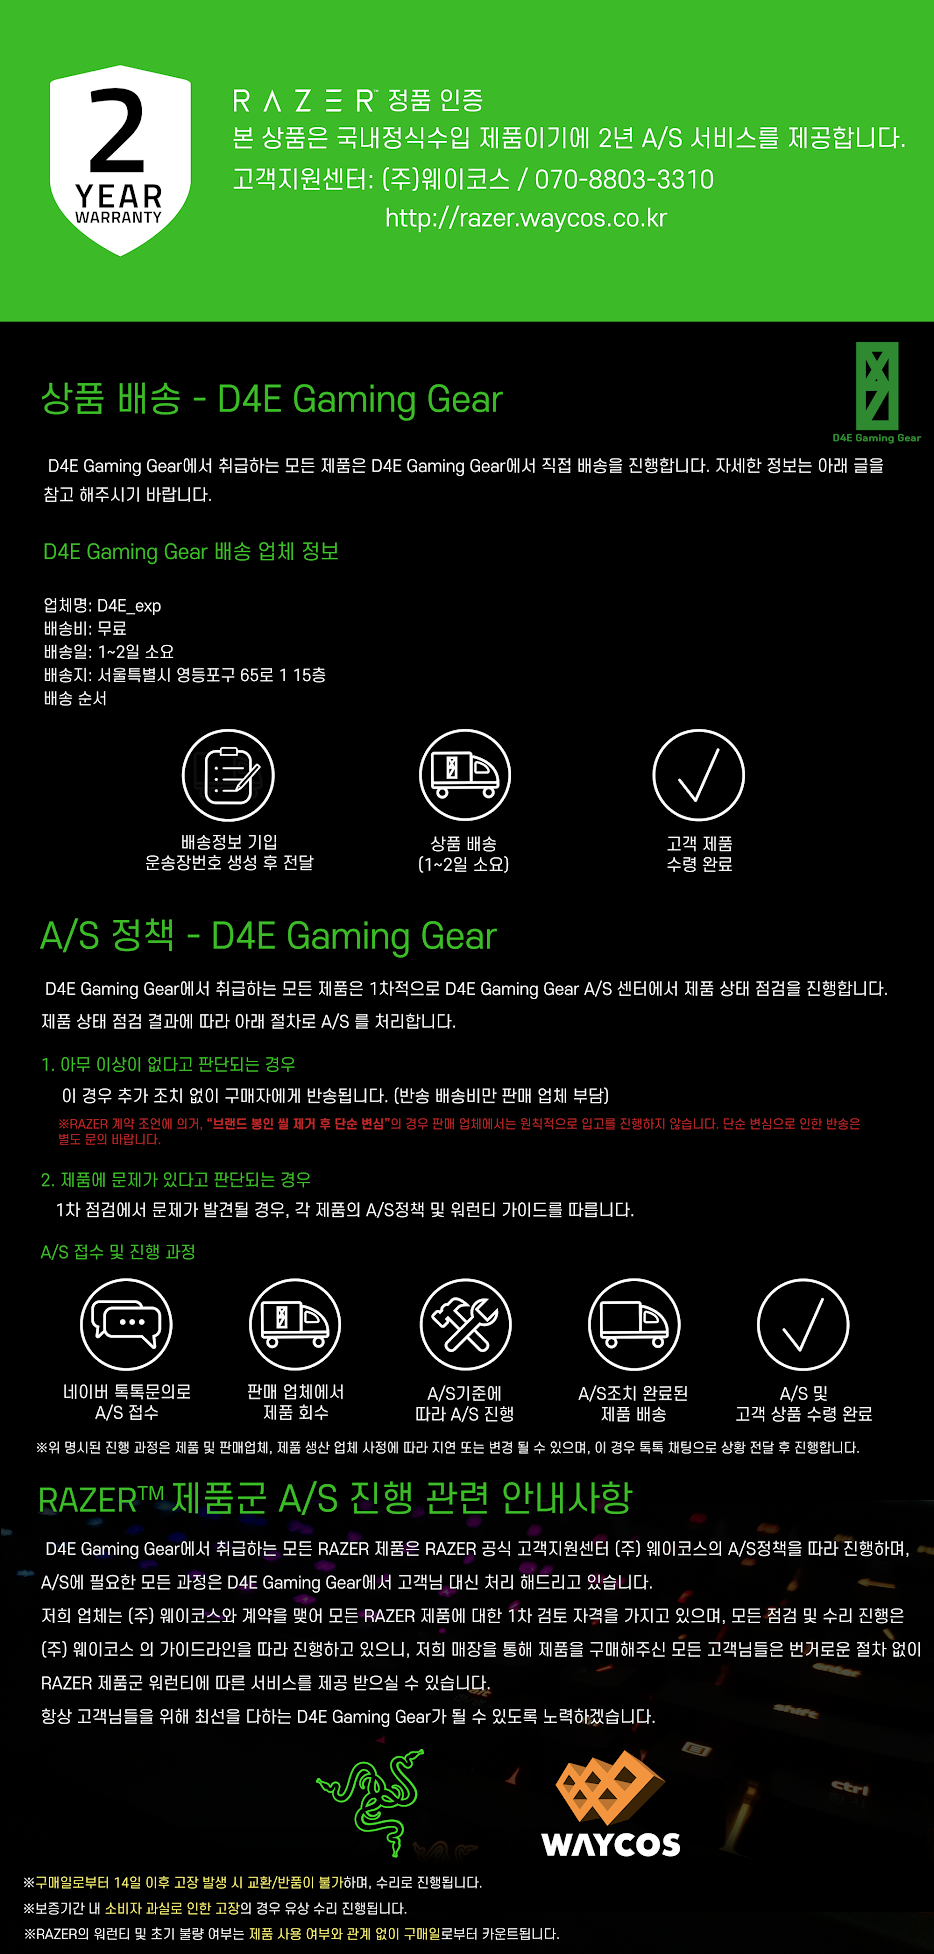 2
YEAR
WARRANTY
RAZER™ 정품 인증
본 상품은 국내정식수입 제품이기에 2년 A/S 서비스를 제공합니다.
고객지원센터: (주)웨이코스 / 070-8803-3310
http://razer.waycos.co.kr
D4E Gaming Gear
상품 배송 - D4E Gaming Gear
D4E Gaming Gear에서 취급하는 모든 제품은 D4E Gaming Gear에서 직접 배송을 진행합니다. 자세한 정보는 아래 글을
참고 해주시기 바랍니다.
D4E Gaming Gear 배송 업체 정보
업체명: D4E_exp
배송비: 무료
배송일: 1~2일 소요
배송지: 서울특별시 영등포구 65로 1 15층
배송 순서
배송정보 기입
운송장번호 생성 후 전달
상품 배송
(1~2일 소요)
고객 제품
수령 완료
A/S 정책 - D4E Gaming Gear
D4E Gaming Gear에서 취급하는 모든 제품은 1차적으로 D4E Gaming Gear A/S 센터에서 제품 상태 점검을 진행합니다.
제품 상태 점검 결과에 따라 아래 절차로 A/S 를 처리합니다.
1. 아무 이상이 없다고 판단되는 경우
이 경우 추가 조치 없이 구매자에게 반송됩니다. (반송 배송비만 판매 업체 부담)
※RAZER 계약 조언에 의거, “브랜드 봉인 씰 제거 후 단순 변심”의 경우 판매 업체에서는 원칙적으로 입고를 진행하지 않습니다. 단순 변심으로 인한 반송은
별도 문의 바랍니다.
2. 제품에 문제가 있다고 판단되는 경우
1차 점검에서 문제가 발견될 경우, 각 제품의 A/S정책 및 워런티 가이드를 따릅니다.
A/S 접수 및 진행 과정
네이버 톡톡문의로
A/S 접수
판매 업체에서
제품 회수
A/S기준에
따라 A/S 진행
A/S조치 완료된
제품 배송
A/S 및
고객 상품 수령 완료
※위 명시된 진행 과정은 제품 및 판매업체, 제품 생산 업체 사정에 따라 지연 또는 변경 될 수 있으며, 이 경우 톡톡 채팅으로 상황 전달 후 진행합니다.
RAZER™ 제품군 A/S 진행 관련 안내사항
D4E Gaming Gear에서 취급하는 모든 RAZER 제품은 RAZER 공식 고객지원센터 (주) 웨이코스의 A/S정책을 따라 진행하며,
A/S에 필요한 모든 과정은 D4E Gaming Gear에서 고객님 대신 처리 해드리고 있습니다.
저희 업체는 (주) 웨이코스와 계약을 맺어 모든 RAZER 제품에 대한 1차 검토 자격을 가지고 있으며, 모든 점검 및 수리 진행은
(주) 웨이코스 의 가이드라인을 따라 진행하고 있으니, 저희 매장을 통해 제품을 구매해주신 모든 고객님들은 번거로운 절차 없이
RAZER 제품군 워런티에 따른 서비스를 제공 받으실 수 있습니다.
항상 고객님들을 위해 최선을 다하는 D4E Gaming Gear가 될 수 있도록 노력하겠습니다.
shift
ctrl
WAYCOS
※구매일로부터 14일 이후 고장 발생 시 교환/반품이 불가하며, 수리로 진행됩니다.
※보증기간 내 소비자 과실로 인한 고장의 경우 유상 수리 진행됩니다.
※RAZER의 워런티 및 초기 불량 여부는 제품 사용 여부와 관계 없이 구매일로부터 카운트됩니다.